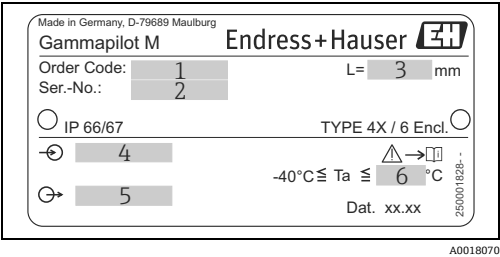 Made in Germany, D-79689 Maulburg
Gammapilot M
Endress+Hauser EH
Order Code: 1
L= 3 mm
Ser.-No.: 2
IP 66/67
TYPE 4X / 6 Encl.
4
-40°C ≦ Ta ≦ 6 °C
5
Dat. xx.xx
250001828--
A0018070